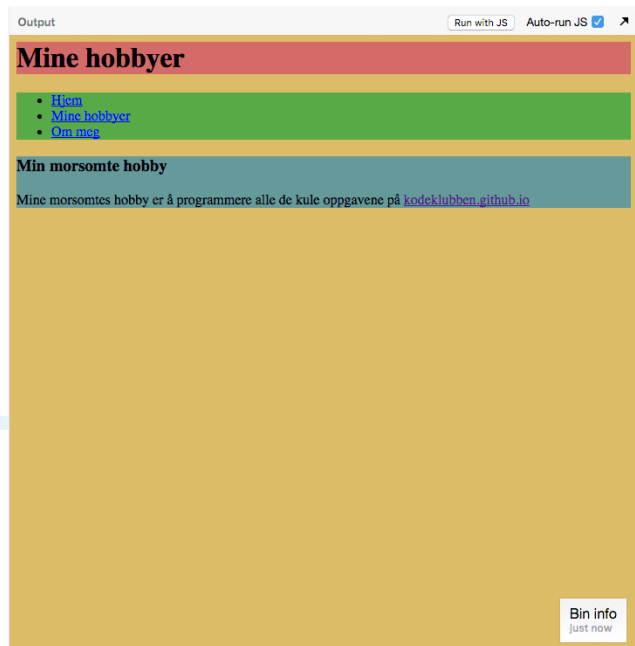 Output
Run with JS
Auto-run JS
Mine hobbyer
Hjem
Mine hobbyer
Om meg
Min morsomte hobby
Mine morsomtes hobby er å programmere alle de kule oppgavene på kodeklubben.github.io
Bin info
just now